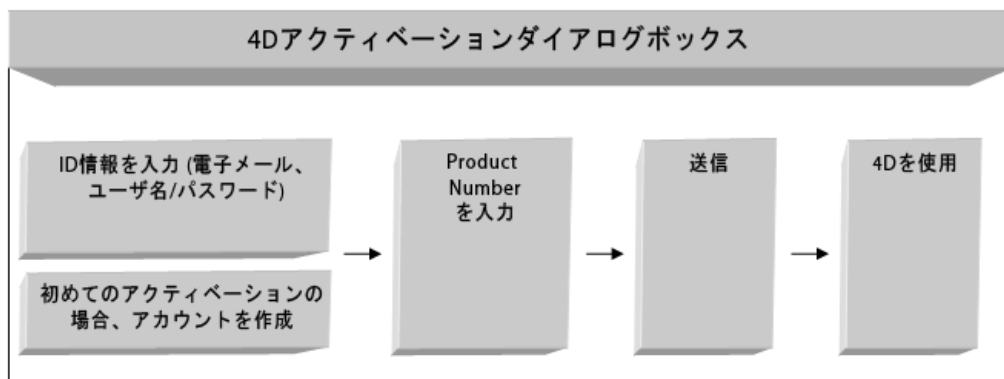 4Dアクティベーションダイアログボックス
ID情報を入力 (電子メール、
ユーザ名/パスワード)
初めてのアクティベーションの
場合、アカウントを作成
Product
Number
を入力
送信
4Dを使用